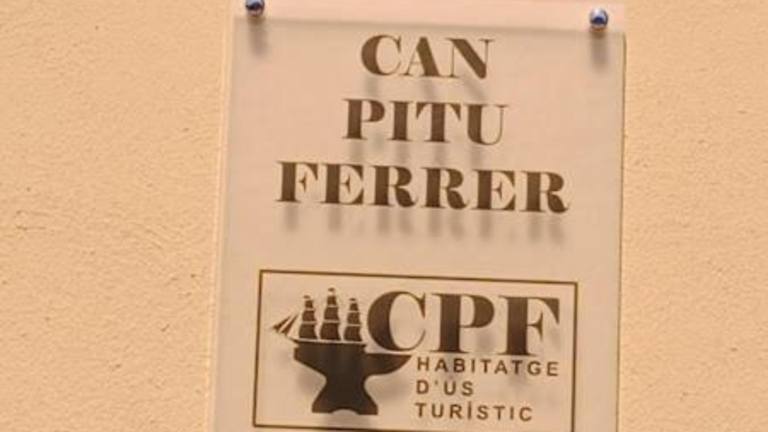 CAN
PITU
FERRER
CPF
HABITATGE
D'ÚS
TURÍSTIC